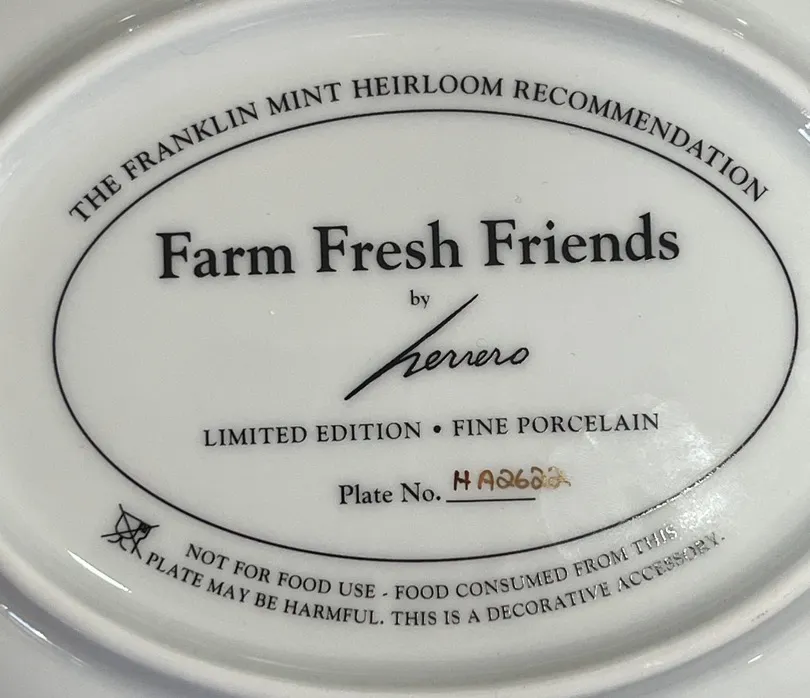 THE FRANKLIN MINT HEIRLOOM RECOMMENDATION
Farm Fresh Friends
by
herrero
LIMITED EDITION • FINE PORCELAIN
Plate No. HA2622
NOT FOR FOOD USE - FOOD CONSUMED FROM THIS
PLATE MAY BE HARMFUL. THIS IS A DECORATIVE ACCESSORY.